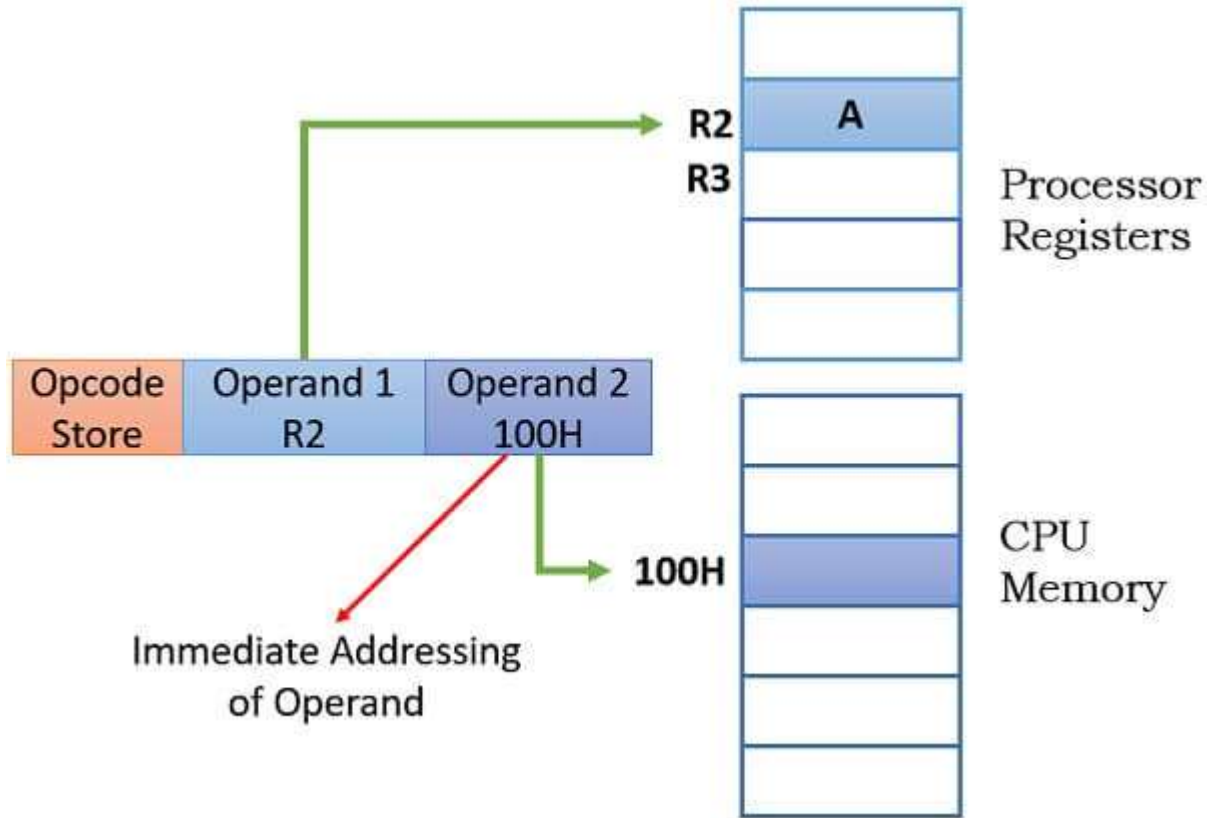 A
R2
R3
Processor
Registers
Opcode
Store
Operand 1
R2
Operand 2
100H
100H
CPU
Memory
Immediate Addressing
of Operand